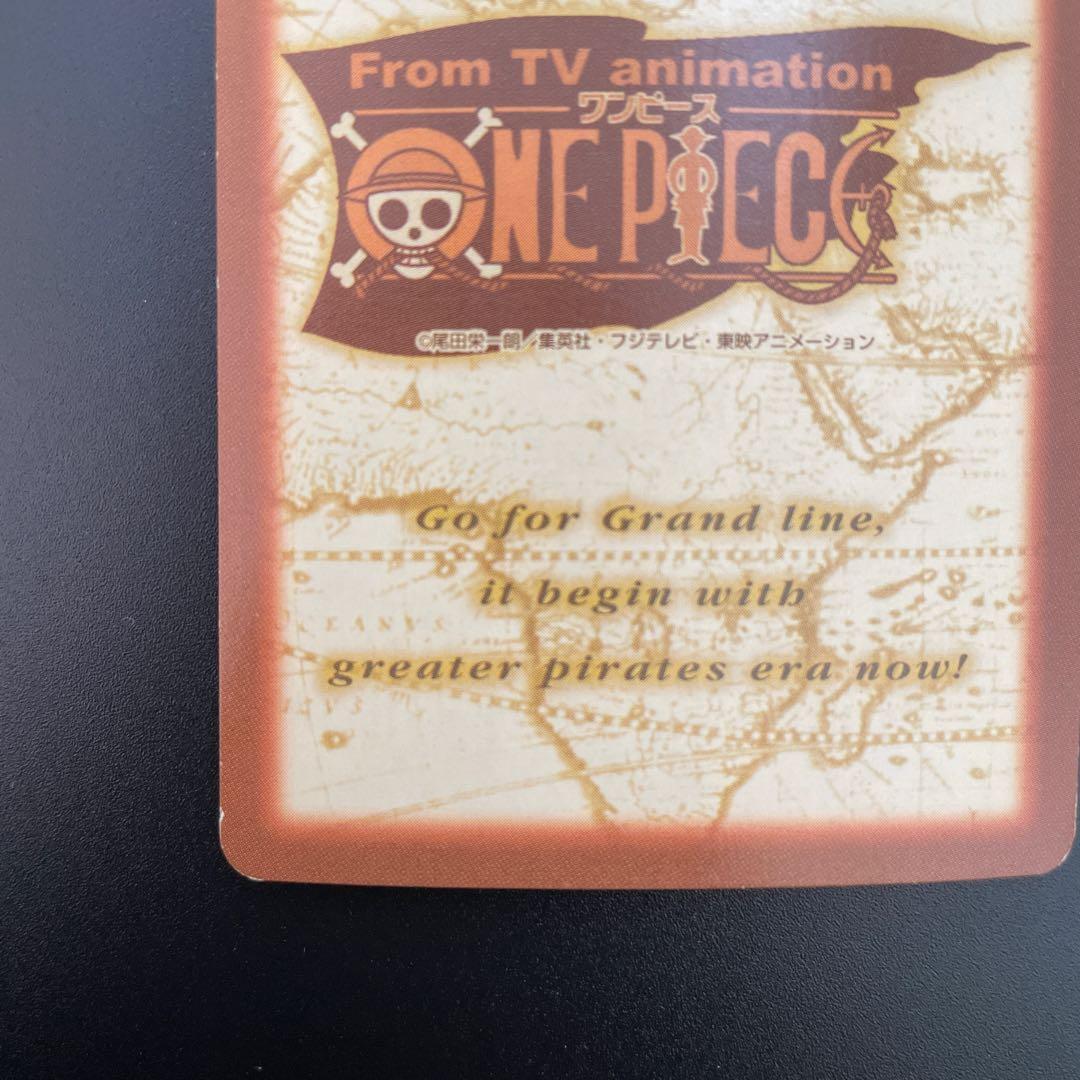 From TV animation
ワンピース
ONE PIECE
©尾田栄一朗／集英社・フジテレビ・東映アニメーション
Go for Grand line,
it begin with
greater pirates era now!